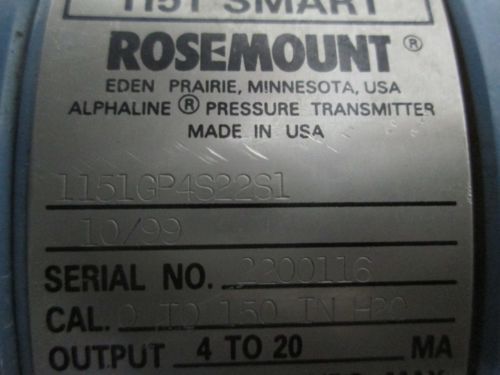 1151 SMART
ROSEMOUNT®
EDEN PRAIRIE, MINNESOTA, USA
ALPHALINE® PRESSURE TRANSMITTER
MADE IN USA
1151GP4S22S1
10/99
SERIAL NO. 2200116
CAL. 0 TO 150 IN H2O
OUTPUT 4 TO 20 MA
MAX